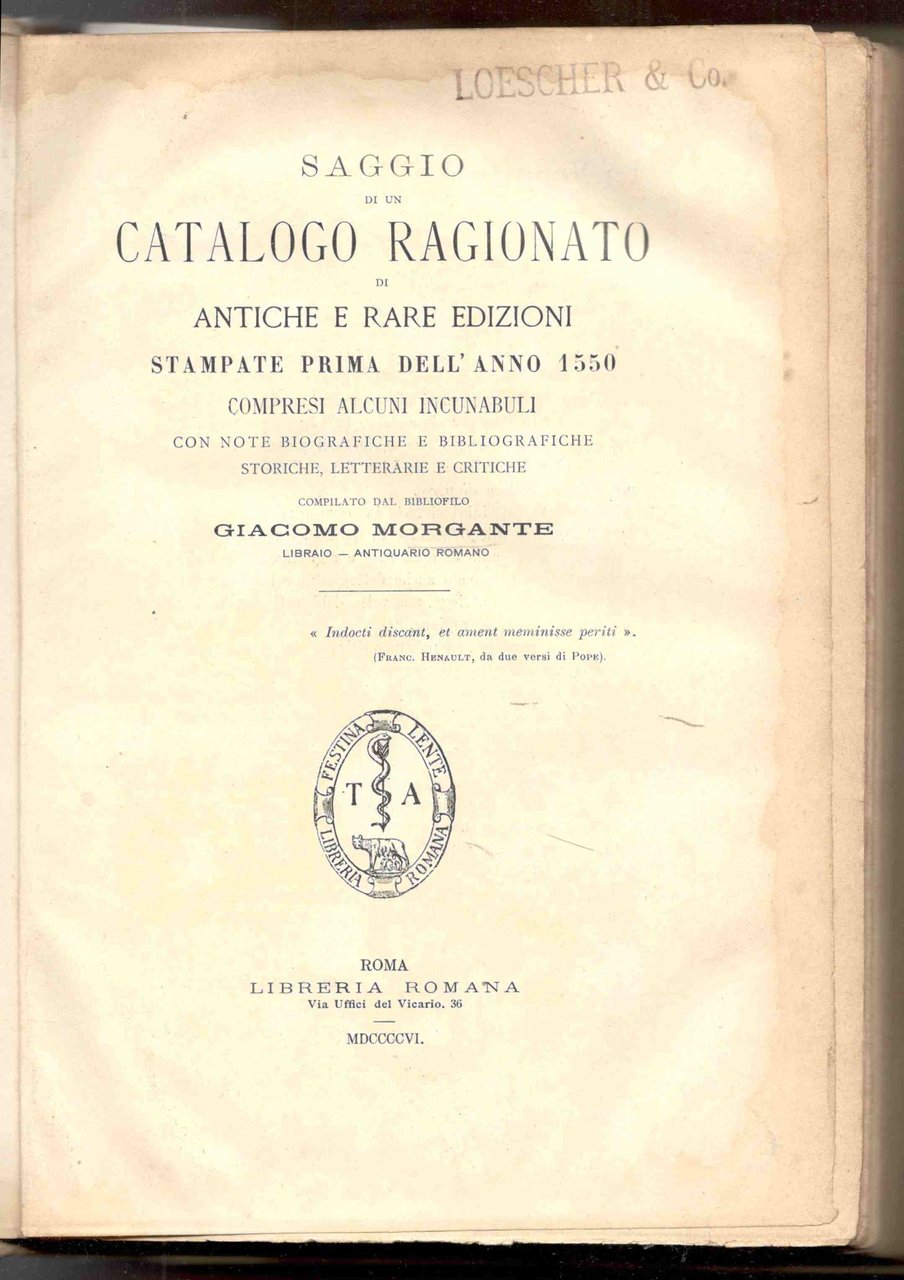 LOESCHER & Co.
SAGGIO
DI UN
CATALOGO RAGIONATO
DI
ANTICHE E RARE EDIZIONI
STAMPATE PRIMA DELL'ANNO 1550
COMPRESI ALCUNI INCUNABULI
CON NOTE BIOGRAFICHE E BIBLIOGRAFICHE
STORICHE, LETTERARIE E CRITICHE
COMPILATO DAL BIBLIOFILO
GIACOMO MORGANTE
LIBRAIO — ANTIQUARIO ROMANO
« Indocti discant, et ament meminisse periti ».
(FRANC. HENAULT, da due versi di POPE).
FESTINA LENTE
T A
LIBRERIA ROMANA
ROMA
LIBRERIA ROMANA
Via Uffici del Vicario. 36
MDCCCCVI.